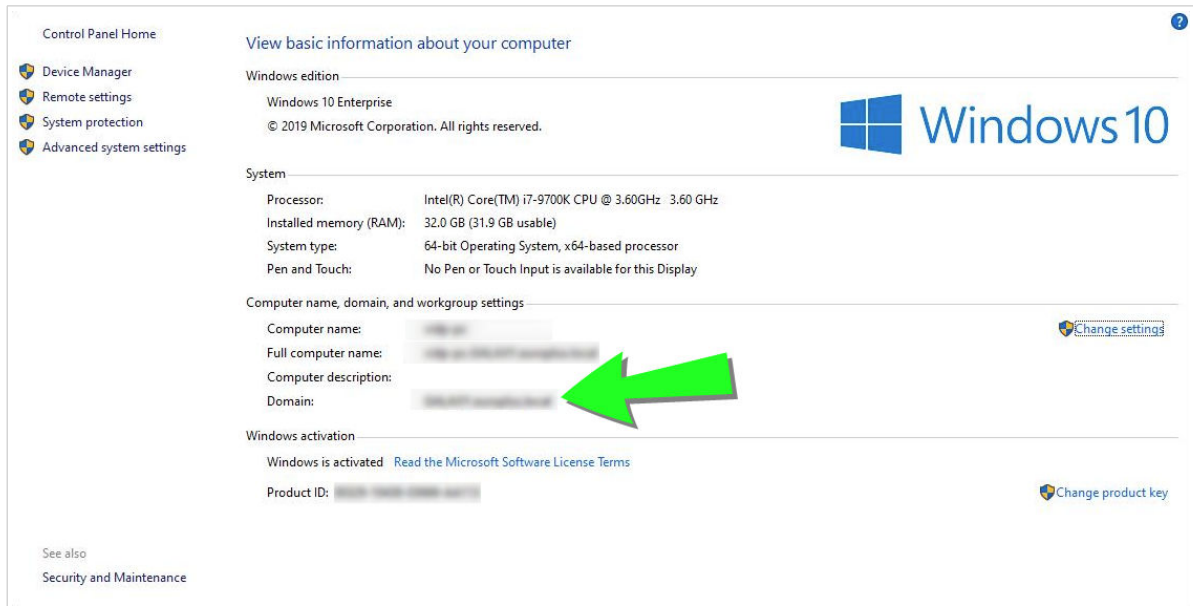 Control Panel Home
Device Manager
Remote settings
System protection
Advanced system settings
?
View basic information about your computer
Windows edition
Windows 10 Enterprise
© 2019 Microsoft Corporation. All rights reserved.
Windows 10
System
Processor: Intel(R) Core(TM) i7-9700K CPU @ 3.60GHz 3.60 GHz
Installed memory (RAM): 32.0 GB (31.9 GB usable)
System type: 64-bit Operating System, x64-based processor
Pen and Touch: No Pen or Touch Input is available for this Display
Computer name, domain, and workgroup settings
Computer name:
Change settings
Full computer name:
Computer description:
Domain:
Windows activation
Windows is activated Read the Microsoft Software License Terms
Product ID:
Change product key
See also
Security and Maintenance